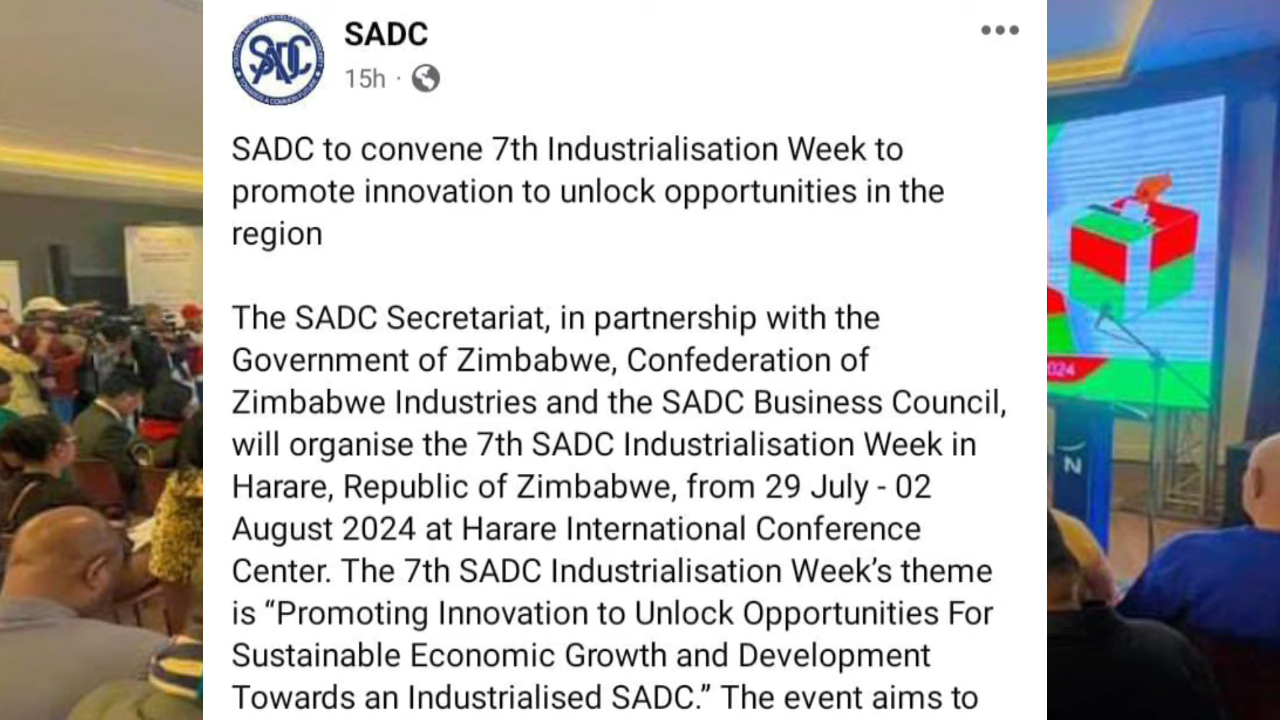 SADC
SADC
15h ·
SADC to convene 7th Industrialisation Week to
promote innovation to unlock opportunities in the
region
The SADC Secretariat, in partnership with the
Government of Zimbabwe, Confederation of
Zimbabwe Industries and the SADC Business Council,
will organise the 7th SADC Industrialisation Week in
Harare, Republic of Zimbabwe, from 29 July - 02
August 2024 at Harare International Conference
Center. The 7th SADC Industrialisation Week’s theme
is “Promoting Innovation to Unlock Opportunities For
Sustainable Economic Growth and Development
Towards an Industrialised SADC.” The event aims to
024
N